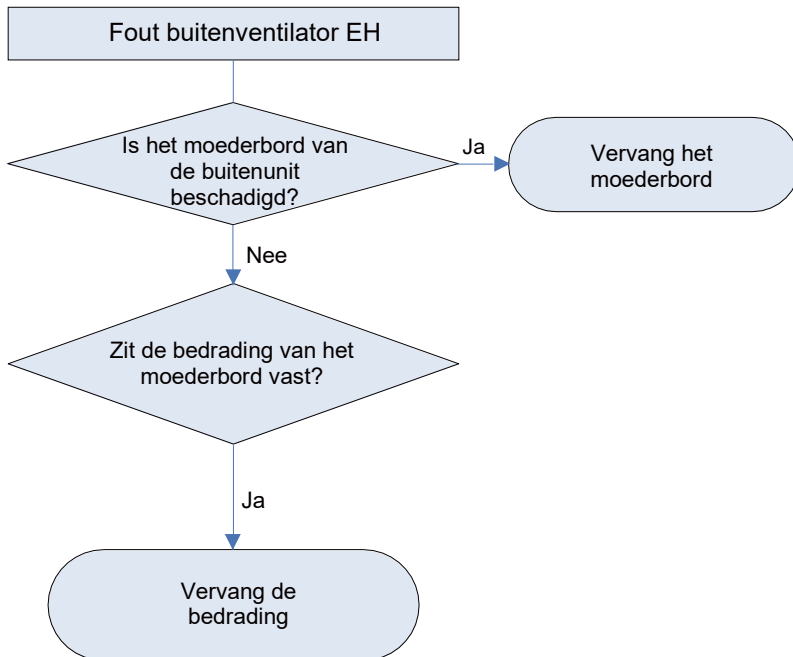 Fout buitenventilator EH
Is het moederbord van
de buitenunit
beschadigd?
Ja
Vervang het
moederbord
Nee
Zit de bedrading van het
moederbord vast?
Ja
Vervang de
bedrading